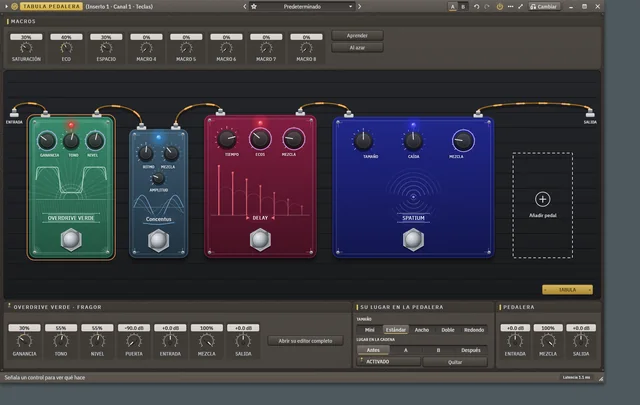 TABULA PEDALERA (Inserto 1 · Canal 1 · Teclas) Predeterminado A B Cambiar
MACROS
30% 40% 30% 0% 0% 0% 0% 0%
SATURACIÓN ECO ESPACIO MACRO 4 MACRO 5 MACRO 6 MACRO 7 MACRO 8
Aprender
Al azar
ENTRADA
SALIDA
GANANCIA TONO NIVEL
RITMO MEZCLA
AMPLITUD
TIEMPO ECOS MEZCLA
TAMAÑO CAÍDA MEZCLA
OVERDRIVE VERDE
Concentus
DELAY
SPATIUM
Añadir pedal
TABULA
OVERDRIVE VERDE - FRAGOR
30% 55% 55% -90.0 dB +0.0 dB 100% +0.0 dB
GANANCIA TONO NIVEL PUERTA ENTRADA MEZCLA SALIDA
Abrir su editor completo
SU LUGAR EN LA PEDALERA
TAMAÑO
Mini Estándar Ancho Doble Redondo
LUGAR EN LA CADENA
Antes A B Después
ACTIVADO Quitar
PEDALERA
+0.0 dB 100% +0.0 dB
ENTRADA MEZCLA SALIDA
Señala un control para ver qué hace
Latencia 1.1 ms